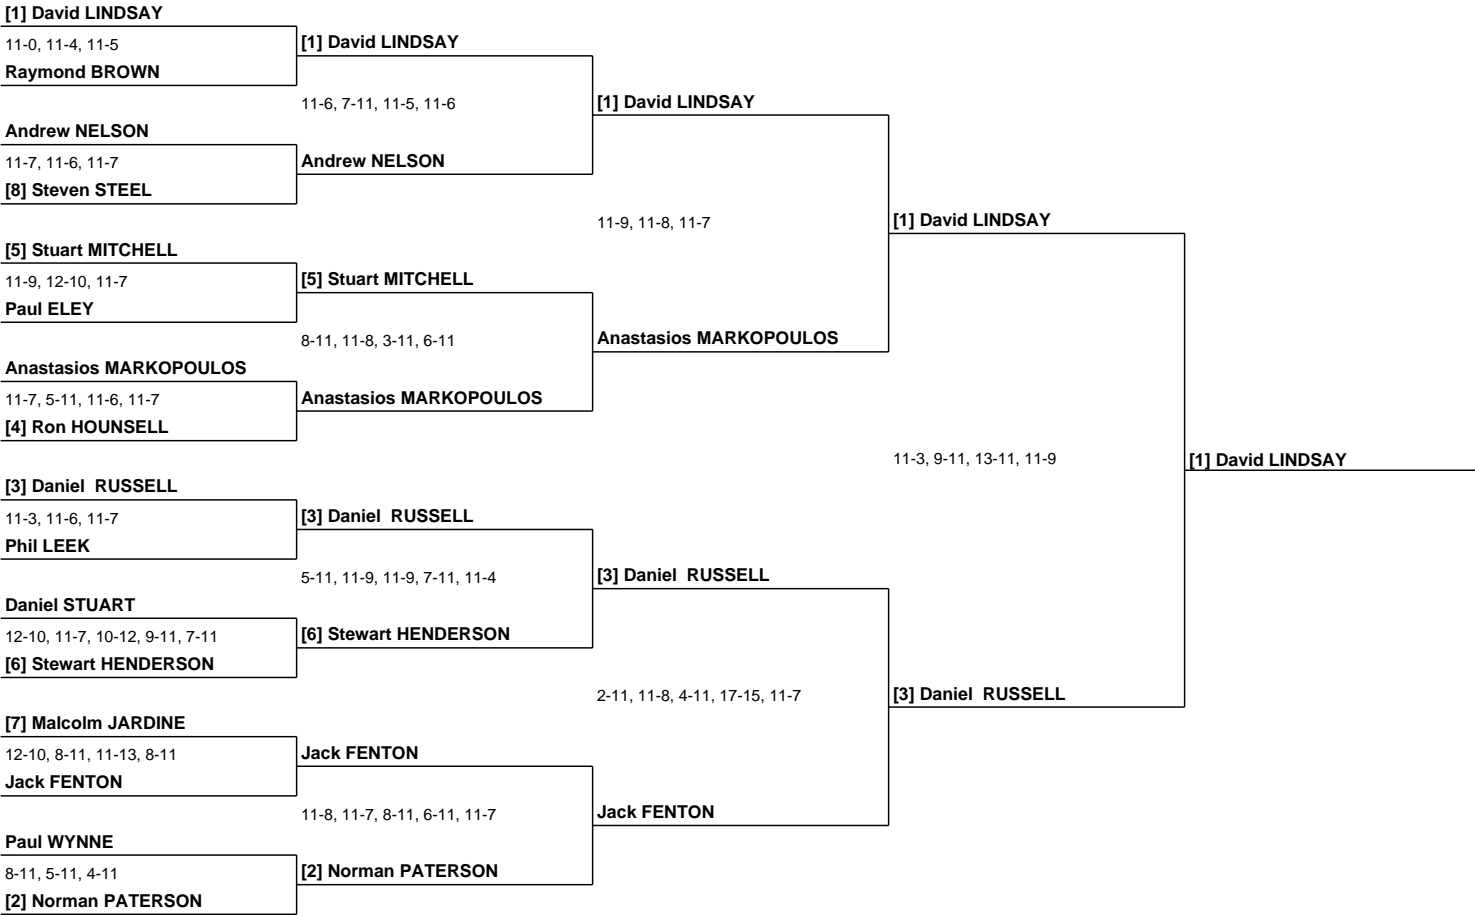 [1] David LINDSAY
11-0, 11-4, 11-5
Raymond BROWN
Andrew NELSON
11-7, 11-6, 11-7
[8] Steven STEEL
[5] Stuart MITCHELL
11-9, 12-10, 11-7
Paul ELEY
Anastasios MARKOPOULOS
11-7, 5-11, 11-6, 11-7
[4] Ron HOUNSELL
[3] Daniel RUSSELL
11-3, 11-6, 11-7
Phil LEEK
Daniel STUART
12-10, 11-7, 10-12, 9-11, 7-11
[6] Stewart HENDERSON
[7] Malcolm JARDINE
12-10, 8-11, 11-13, 8-11
Jack FENTON
Paul WYNNE
8-11, 5-11, 4-11
[2] Norman PATERSON
[1] David LINDSAY
11-6, 7-11, 11-5, 11-6
Andrew NELSON
[5] Stuart MITCHELL
8-11, 11-8, 3-11, 6-11
Anastasios MARKOPOULOS
[3] Daniel RUSSELL
5-11, 11-9, 11-9, 7-11, 11-4
[6] Stewart HENDERSON
Jack FENTON
11-8, 11-7, 8-11, 6-11, 11-7
[2] Norman PATERSON
[1] David LINDSAY
11-9, 11-8, 11-7
Anastasios MARKOPOULOS
[3] Daniel RUSSELL
2-11, 11-8, 4-11, 17-15, 11-7
Jack FENTON
[1] David LINDSAY
11-3, 9-11, 13-11, 11-9
[3] Daniel RUSSELL
[1] David LINDSAY